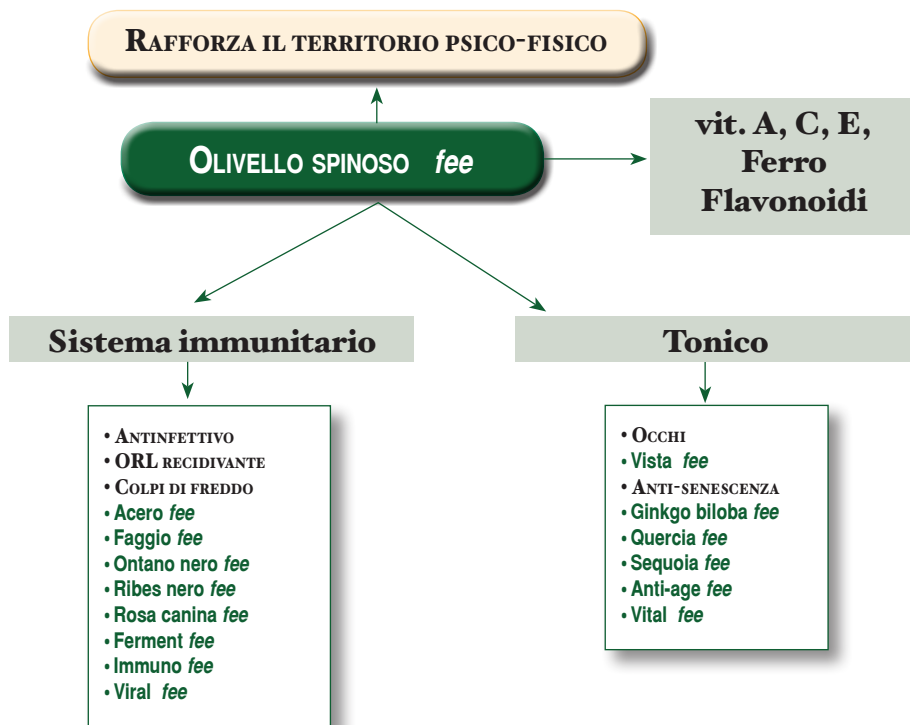 RAFFORZA IL TERRITORIO PSICO-FISICO
OLIVELLO SPINOSO fee
vit. A, C, E,
Ferro
Flavonoidi
Sistema immunitario
• ANTINFETTIVO
• ORL RECIDIVANTE
• COLPI DI FREDDO
• Acero fee
• Faggio fee
• Ontano nero fee
• Ribes nero fee
• Rosa canina fee
• Ferment fee
• Immuno fee
• Viral fee
Tonico
• OCCHI
• Vista fee
• ANTI-SENESCENZA
• Ginkgo biloba fee
• Quercia fee
• Sequoia fee
• Anti-age fee
• Vital fee